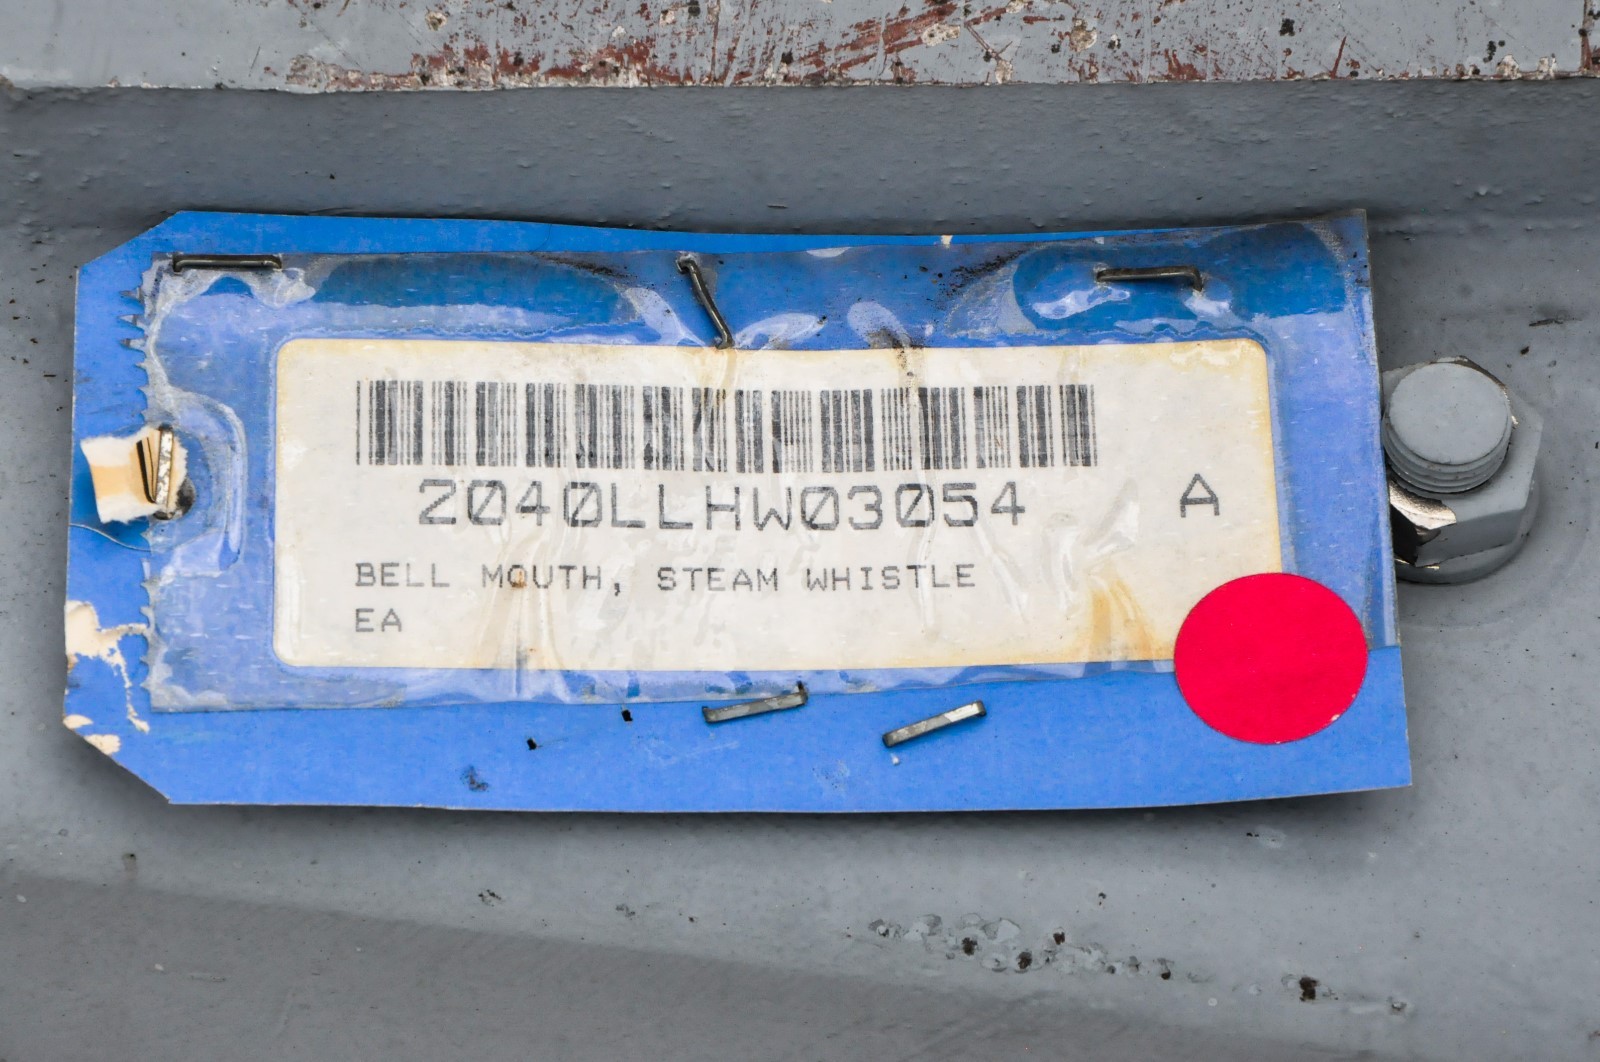 2040LLHW03054 A
BELL MOUTH, STEAM WHISTLE
EA